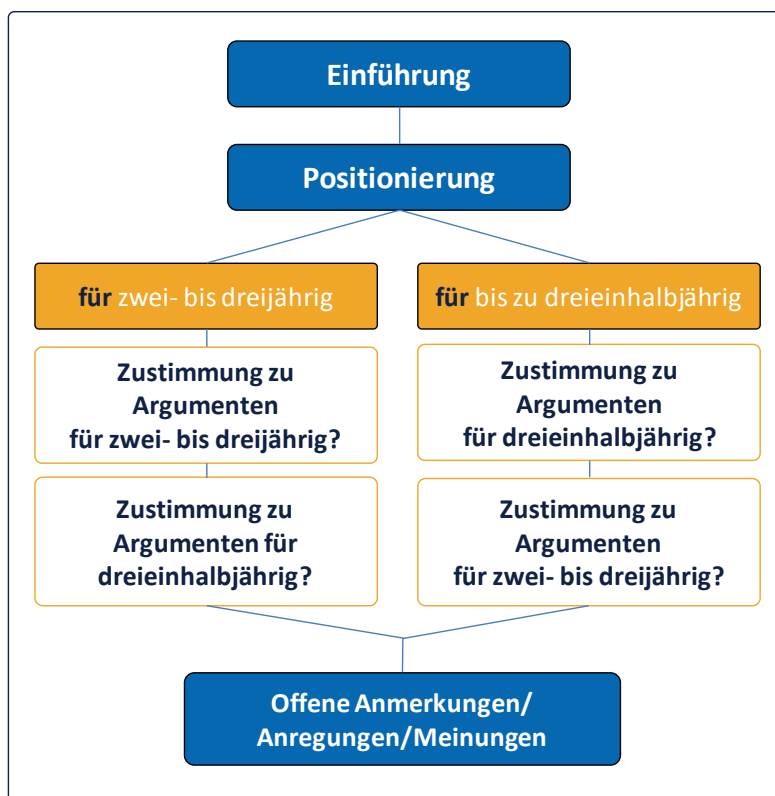 Einführung
Positionierung
für zwei- bis dreijährig
Zustimmung zu
Argumenten
für zwei- bis dreijährig?
Zustimmung zu
Argumenten für
dreieinhalbjährig?
für bis zu dreieinhalbjährig
Zustimmung zu
Argumenten
für dreieinhalbjährig?
Zustimmung zu
Argumenten
für zwei- bis dreijährig?
Offene Anmerkungen/
Anregungen/Meinungen